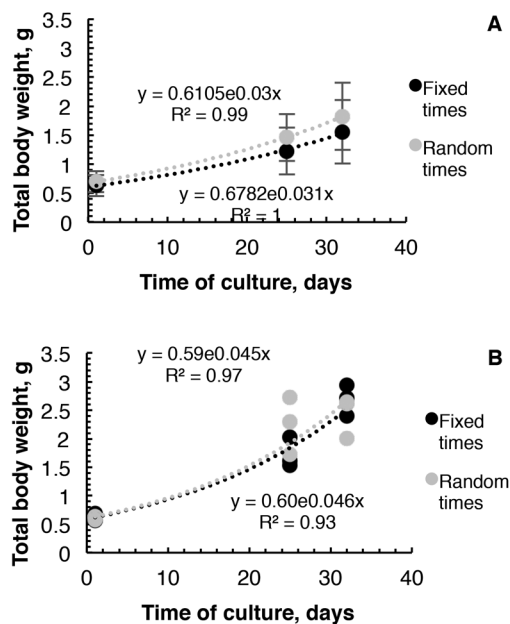 A
Total body weight, g
3.5
3
2.5
2
1.5
1
0.5
0
y = 0.6105e0.03x
R² = 0.99
y = 0.6782e0.031x
R² = 1
Fixed
times
Random
times
0 10 20 30 40
Time of culture, days
B
Total body weight, g
3.5
3
2.5
2
1.5
1
0.5
0
y = 0.59e0.045x
R² = 0.97
y = 0.60e0.046x
R² = 0.93
Fixed
times
Random
times
0 10 20 30 40
Time of culture, days